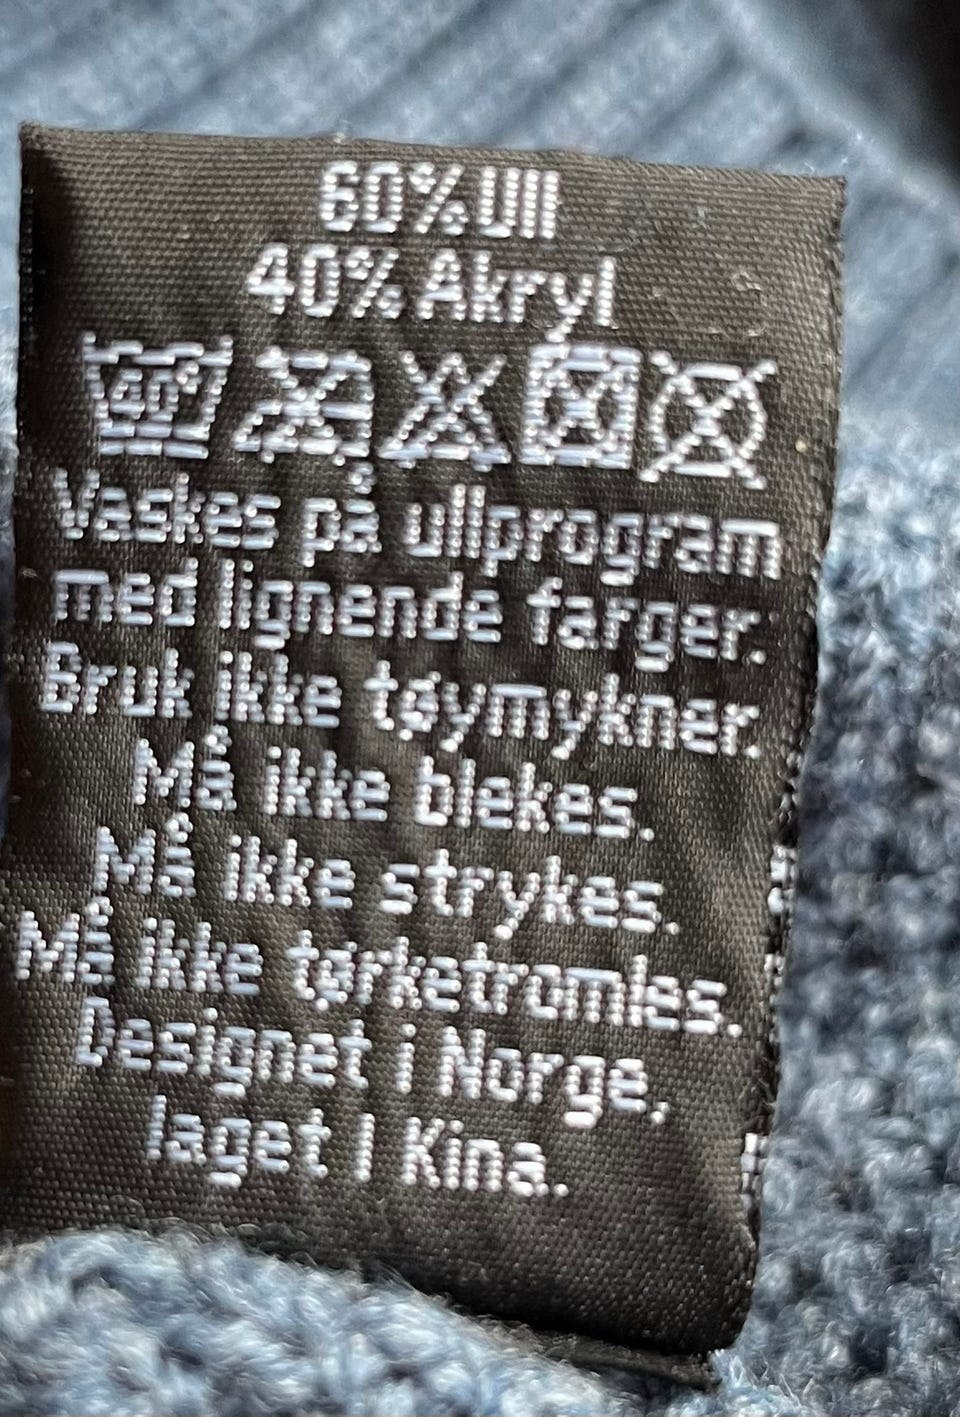 60% Ull
40% Akryl
40°
Vaskes på ullprogram
med lignende farger.
Bruk ikke tøymykner.
Må ikke blekes.
Må ikke strykes.
Må ikke tørketromles.
Designet i Norge,
laget i Kina.